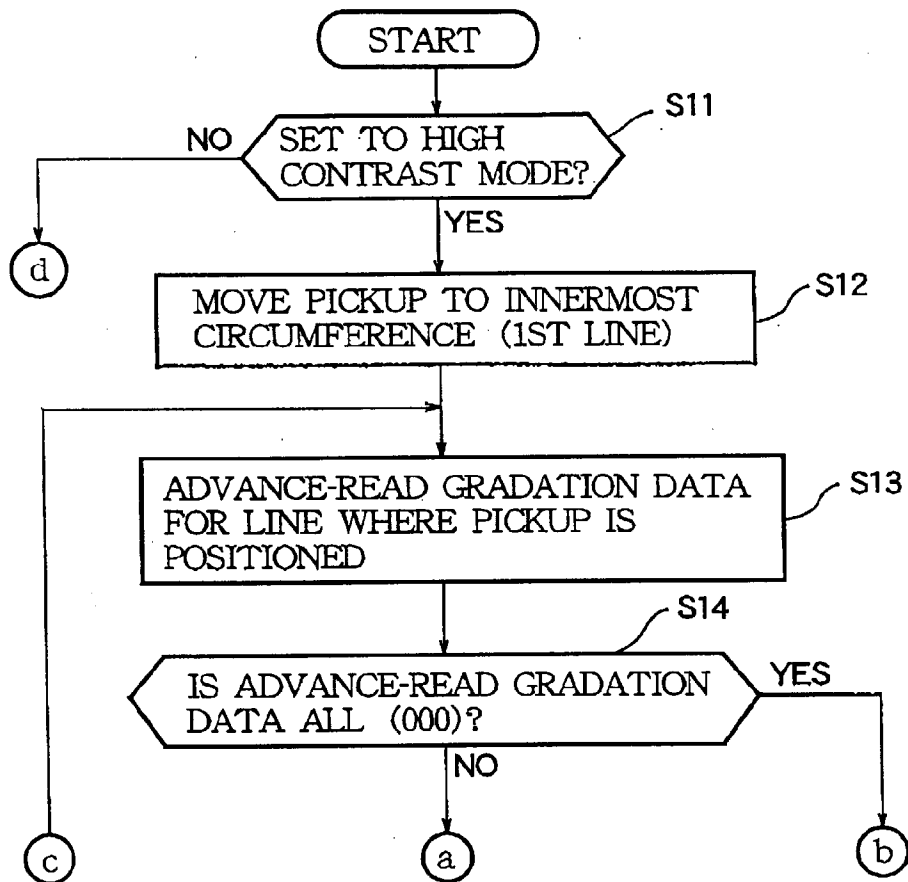 START
S11
NO
SET TO HIGH
CONTRAST MODE?
YES
d
S12
MOVE PICKUP TO INNERMOST
CIRCUMFERENCE (1ST LINE)
S13
ADVANCE-READ GRADATION DATA
FOR LINE WHERE PICKUP IS
POSITIONED
S14
IS ADVANCE-READ GRADATION
DATA ALL (000)?
YES
NO
c
a
b